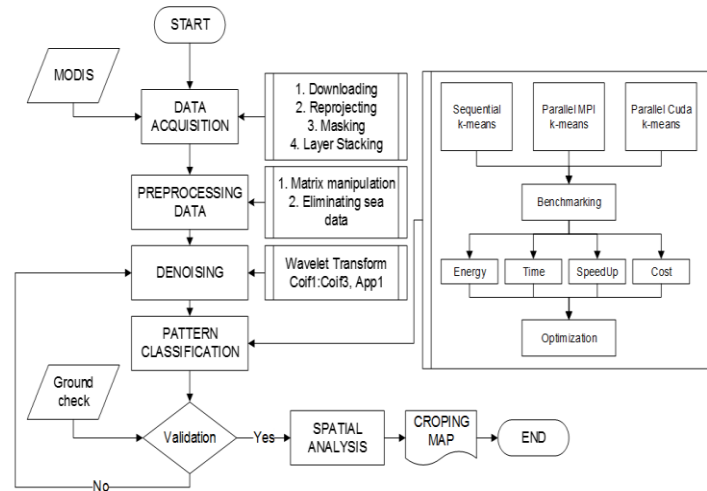 START
MODIS
DATA
ACQUISITION
1. Downloading
2. Reprojecting
3. Masking
4. Layer Stacking
PREPROCESSING
DATA
1. Matrix manipulation
2. Eliminating sea
data
DENOISING
Wavelet Transform
Coif1:Coif3, App1
PATTERN
CLASSIFICATION
Ground
check
Validation
Yes
No
SPATIAL
ANALYSIS
CROPING
MAP
END
Sequential
k-means
Parallel MPI
k-means
Parallel Cuda
k-means
Benchmarking
Energy
Time
SpeedUp
Cost
Optimization